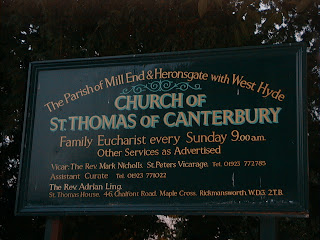 The Parish of Mill End & Heronsgate with West Hyde
CHURCH OF
ST. THOMAS OF CANTERBURY
Family Eucharist every Sunday 9.00 a.m.
Other Services as Advertised
Vicar, The Rev. Mark Nicholls, St. Peters Vicarage, Tel. 01923 772785
Assistant Curate Tel 01923 778022
The Rev. Adrian Ling,
St. Thomas House, 46, Chalfont Road, Maple Cross, Rickmansworth, W.D.3 2.T.B.